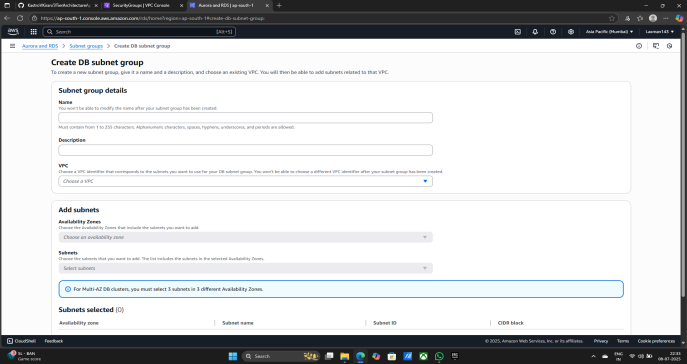 KastroVKiran/3TierArchitectureA
SecurityGroups | VPC Console
Aurora and RDS | ap-south-1
https://ap-south-1.console.aws.amazon.com/rds/home?region=ap-south-1#create-db-subnet-group:
aws
Search
[Alt+S]
Asia Pacific (Mumbai)
Laxman143
Aurora and RDS
Subnet groups
Create DB subnet group
Create DB subnet group
To create a new subnet group, give it a name and a description, and choose an existing VPC. You will then be able to add subnets related to that VPC.
Subnet group details
Name
You won't be able to modify the name after your subnet group has been created.
Must contain from 1 to 255 characters. Alphanumeric characters, spaces, hyphens, underscores, and periods are allowed.
Description
VPC
Choose a VPC identifier that corresponds to the subnets you want to use for your DB subnet group. You won't be able to choose a different VPC identifier after your subnet group has been created.
Choose a VPC
Add subnets
Availability Zones
Choose the Availability Zones that include the subnets you want to add.
Choose an availability zone
Subnets
Choose the subnets that you want to add. The list includes the subnets in the selected Availability Zones.
Select subnets
For Multi-AZ DB clusters, you must select 3 subnets in 3 different Availability Zones.
Subnets selected (0)
Availability zone
Subnet name
Subnet ID
CIDR block
CloudShell
Feedback
© 2025, Amazon Web Services, Inc. or its affiliates.
Privacy
Terms
Cookie preferences
SL - BAN
Game score
Search
ENG
IN
22:33
08-07-2025